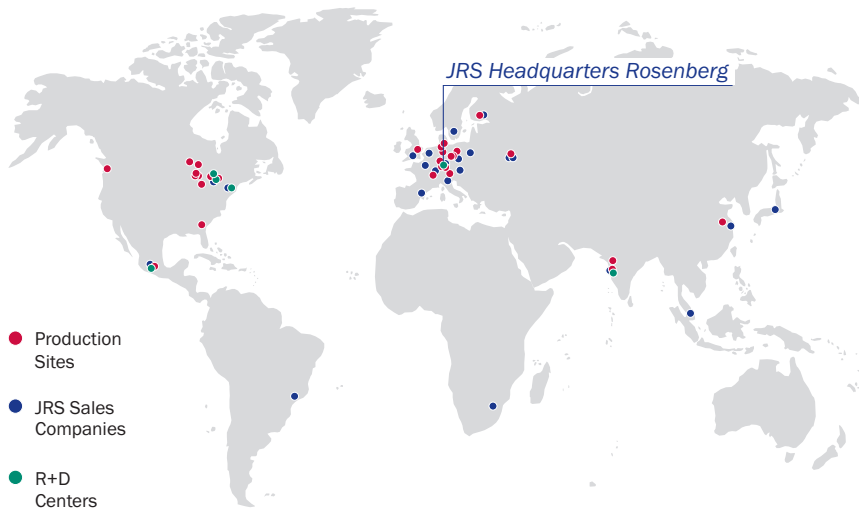 JRS Headquarters Rosenberg
Production
Sites
JRS Sales
Companies
R+D
Centers